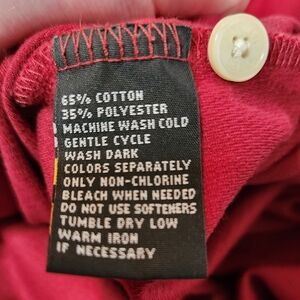 65% COTTON
35% POLYESTER
MACHINE WASH COLD
GENTLE CYCLE
WASH DARK
COLORS SEPARATELY
ONLY NON-CHLORINE
BLEACH WHEN NEEDED
DO NOT USE SOFTENERS
TUMBLE DRY LOW
WARM IRON
IF NECESSARY